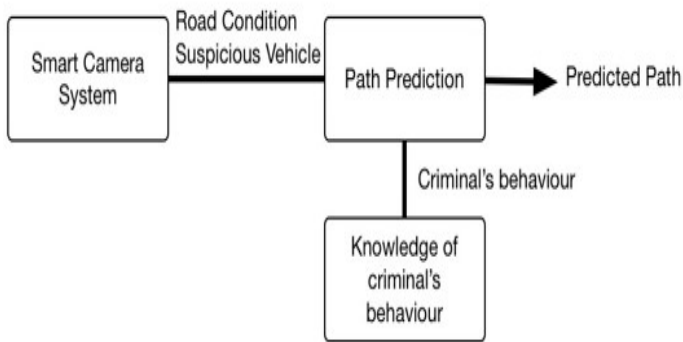 Road Condition
Suspicious Vehicle
Smart Camera
System
Path Prediction
Predicted Path
Criminal's behaviour
Knowledge of
criminal's
behaviour